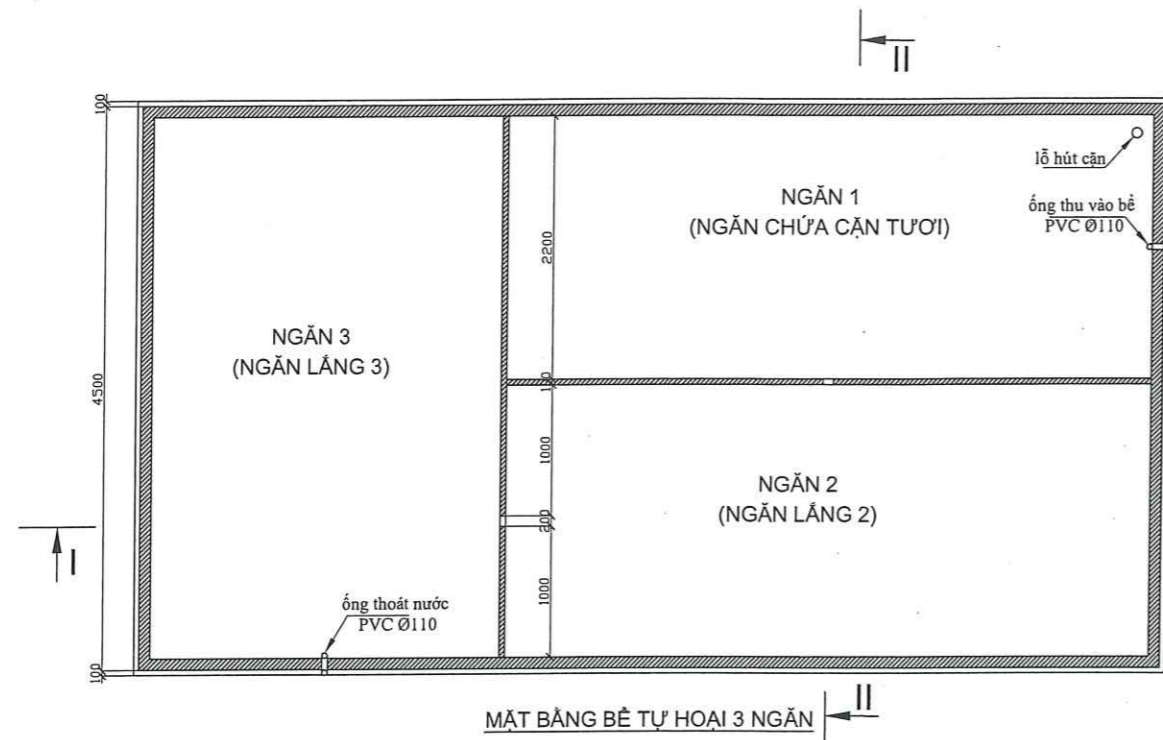 II
100
lỗ hút cặn
ống thu vào bể
PVC Ø110
NGĂN 1
(NGĂN CHỨA CẶN TƯƠI)
2200
NGĂN 3
(NGĂN LẮNG 3)
4500
100
1000
NGĂN 2
(NGĂN LẮNG 2)
200
I
1000
ống thoát nước
PVC Ø110
100
II
MẶT BẰNG BỂ TỰ HOẠI 3 NGĂN